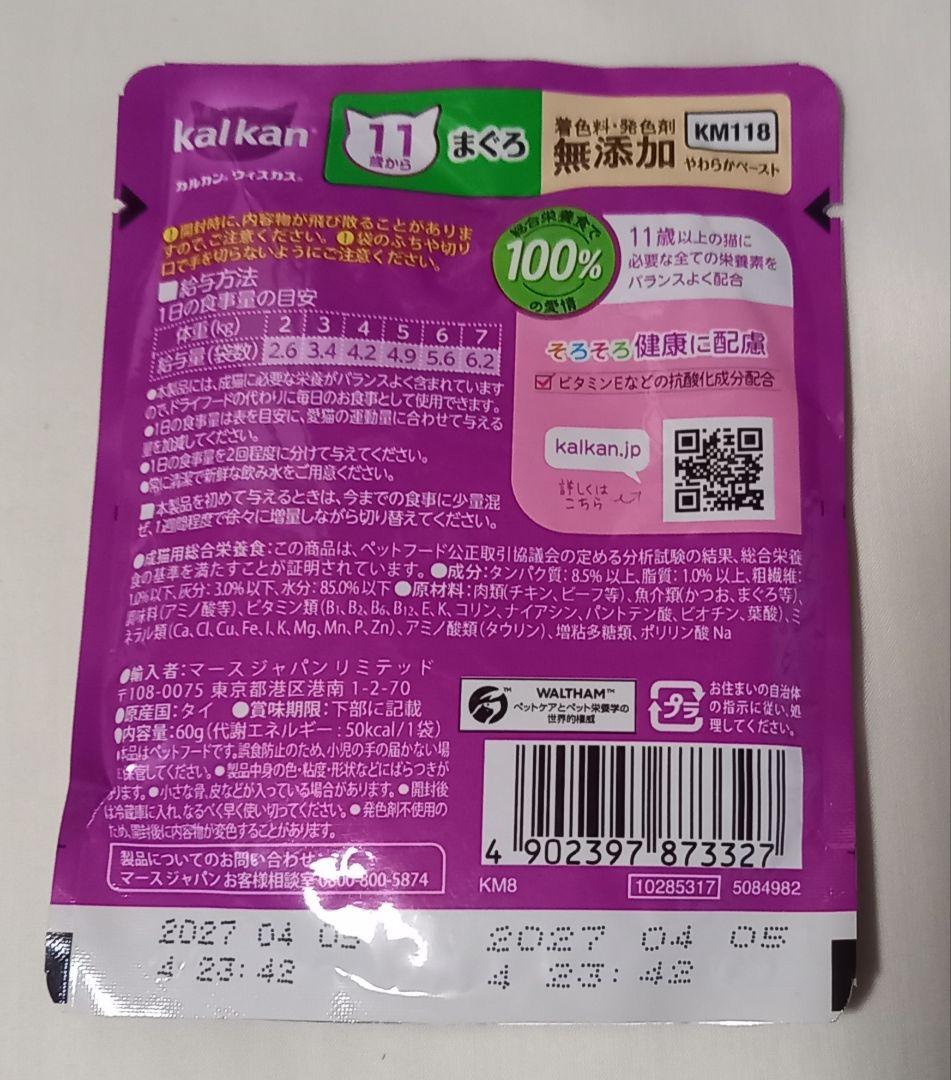 kal kan
カルカン ウィスカス
11
歳から
まぐろ
着色料・発色剤
無添加
KM118
やわらかペースト
!開封時に、内容物が飛び散ることがありま
すので、ご注意ください。!袋のふちや切り
口で手を切らないようにご注意ください。
■給与方法
1日の食事量の目安
体重(kg) 2 3 4 5 6 7
給与量(袋数) 2.6 3.4 4.2 4.9 5.6 6.2
●本製品には、成猫に必要な栄養がバランスよく含まれています
ので、ドライフードの代わりに毎日のお食事として使用できます。
●1日の食事量は表を目安に、愛猫の運動量に合わせて与える
量を加減してください。
●1日の食事量を2回程度に分けて与えてください。
●常に清潔で新鮮な飲み水をご用意ください。
■本製品を初めて与えるときは、今までの食事に少量混
ぜ、1週間程度で徐々に増量しながら切り替えてください。
総合栄養食で
100%
の愛情
11歳以上の猫に
必要な全ての栄養素を
バランスよく配合
そろそろ健康に配慮
ビタミンEなどの抗酸化成分配合
kalkan.jp
詳しくは
こちら
●成猫用総合栄養食:この商品は、ペットフード公正取引協議会の定める分析試験の結果、総合栄養
食の基準を満たすことが証明されています。●成分:タンパク質:8.5%以上、脂質:1.0%以上、粗繊維:
1.0%以下、灰分:3.0%以下、水分:85.0%以下●原材料:肉類(チキン、ビーフ等)、魚介類(かつお、まぐろ等)、
調味料(アミノ酸等)、ビタミン類(B1、B2、B6、B12、E、K、コリン、ナイアシン、パントテン酸、ビオチン、葉酸)、ミ
ネラル類(Ca、Cl、Cu、Fe、I、K、Mg、Mn、P、Zn)、アミノ酸類(タウリン)、増粘多糖類、ポリリン酸Na
●輸入者:マース ジャパン リミテッド
〒108-0075 東京都港区港南 1-2-70
●原産国:タイ ●賞味期限:下部に記載
●内容量:60g(代謝エネルギー:50kcal/1袋)
本品はペットフードです。誤食防止のため、小児の手の届かない場
に保管してください。●製品中身の色・粘度・形状などにばらつきが
ります。●小さな骨、皮などが入っている場合があります。●開封後
は冷蔵庫に入れ、なるべく早く使い切ってください。●発色剤不使用の
ため、開封後に内容物が変色することがあります。
製品についてのお問い合わせ
マース ジャパン お客様相談室 0800-800-5874
WALTHAM™
ペットケアとペット栄養学の
世界的権威
プラ
お住まいの自治体
の指示に従い、処
理してください。
4 902397 873327
KM8
10285317 5084982
2027 04 05
4 23:42
2027 04 05
4 23:42